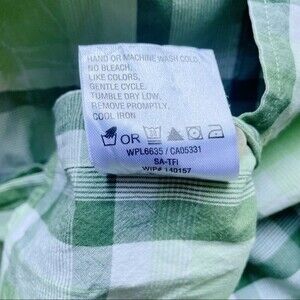 HAND OR MACHINE WASH COLD.
NO BLEACH.
LIKE COLORS.
GENTLE CYCLE.
TUMBLE DRY LOW.
REMOVE PROMPTLY.
COOL IRON
OR
WPL6635 / CA05331
SA-TFI
WIP# 140157